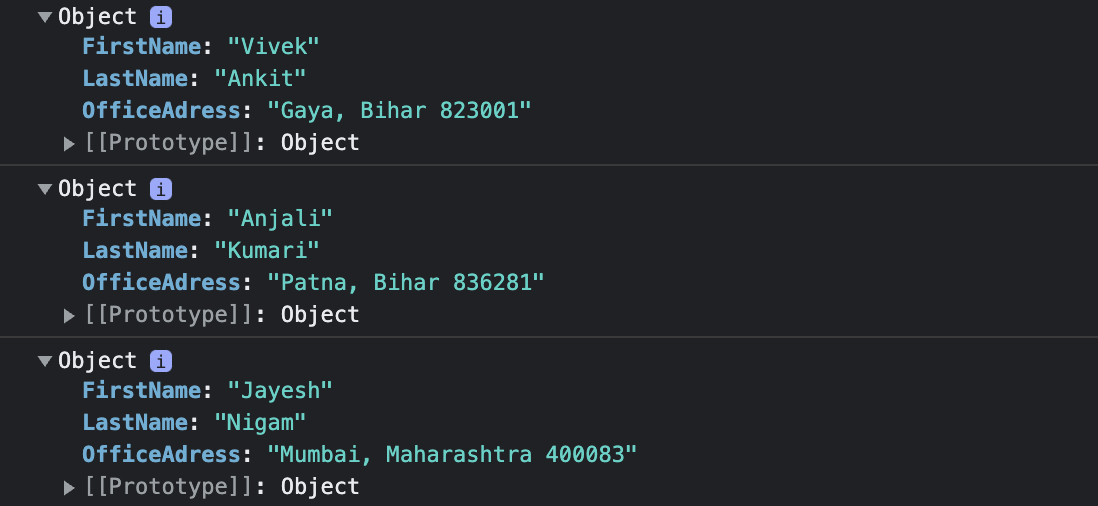 Object i
FirstName: "Vivek"
LastName: "Ankit"
OfficeAdress: "Gaya, Bihar 823001"
[[Prototype]]: Object
Object i
FirstName: "Anjali"
LastName: "Kumari"
OfficeAdress: "Patna, Bihar 836281"
[[Prototype]]: Object
Object i
FirstName: "Jayesh"
LastName: "Nigam"
OfficeAdress: "Mumbai, Maharashtra 400083"
[[Prototype]]: Object